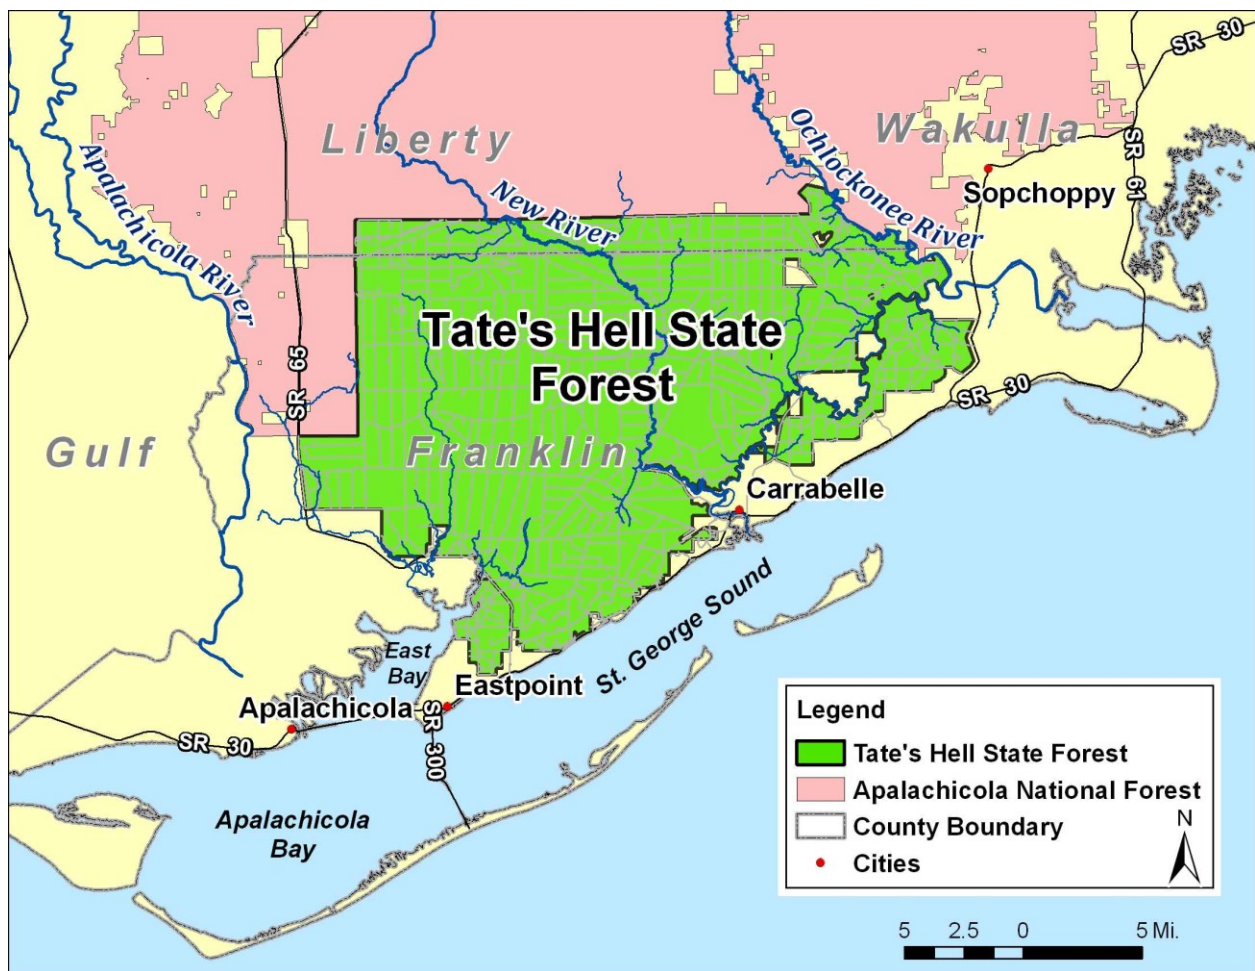 SR 30
Liberty
Wakulla
Ochlockonee River
SR 61
Apalachicola River
New River
Sopchoppy
Tate's Hell State
Forest
SR 65
SR 30
Gulf
Franklin
Carrabelle
St. George Sound
East
Bay
Eastpoint
Apalachicola
SR 30
SR 300
Apalachicola
Bay
Legend
Tate's Hell State Forest
Apalachicola National Forest
County Boundary
Cities
N
5 2.5 0 5 Mi.